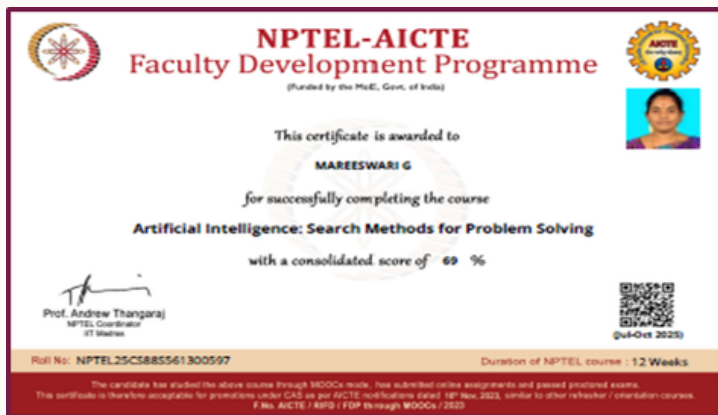 NPTEL-AICTE
Faculty Development Programme
(Funded by the MoE, Govt. of India)
AICTE
This certificate is awarded to
MAREESWARI G
for successfully completing the course
Artificial Intelligence: Search Methods for Problem Solving
with a consolidated score of 69 %
Prof. Andrew Thangaraj
NPTEL Coordinator
IIT Madras
(Jul-Oct 2025)
Roll No: NPTEL25CS88S561300597
Duration of NPTEL course : 12 Weeks
The candidate has studied the above course through MOOCs mode, has submitted online assignments and passed proctored exams.
This certificate is therefore acceptable for promotions under CAS as per AICTE notifications dated 16th Nov, 2023, similar to other refresher / orientation courses.
F.No. AICTE / RIFD / FDP through MOOCs / 2023